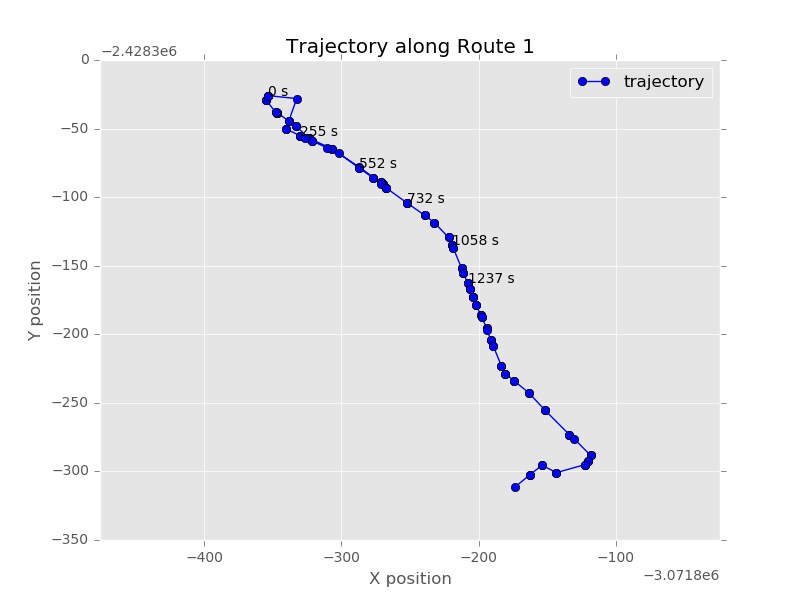 Trajectory along Route 1
−2.4283e6
trajectory
0 s
255 s
552 s
732 s
1058 s
1237 s
0
−50
−100
−150
−200
−250
−300
−350
Y position
−400
−300
−200
−100
X position
−3.0718e6